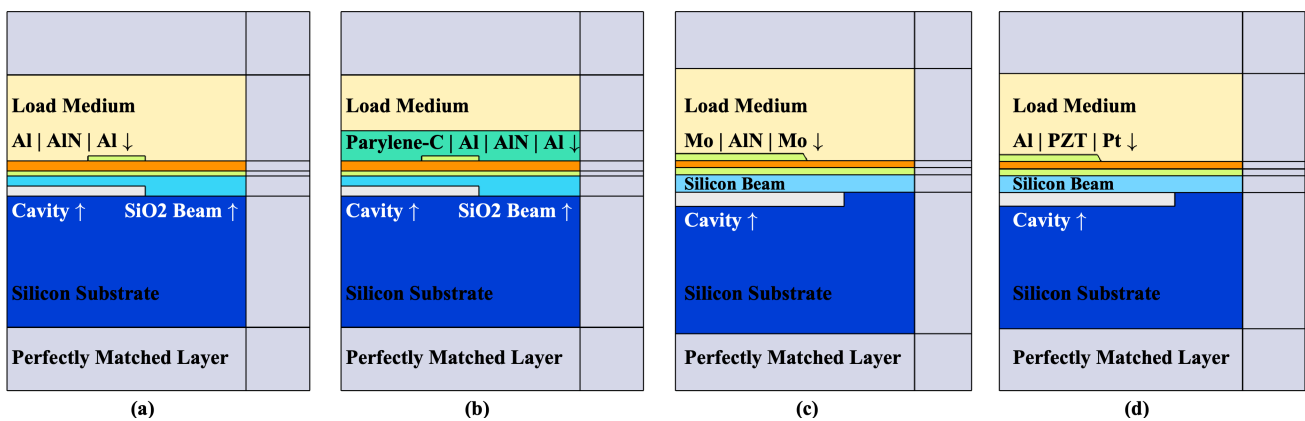 Load Medium
Al | AlN | Al ↓
Cavity ↑ SiO2 Beam ↑
Silicon Substrate
Perfectly Matched Layer
(a)
Load Medium
Parylene-C | Al | AlN | Al ↓
Cavity ↑ SiO2 Beam ↑
Silicon Substrate
Perfectly Matched Layer
(b)
Load Medium
Mo | AlN | Mo ↓
Silicon Beam
Cavity ↑
Silicon Substrate
Perfectly Matched Layer
(c)
Load Medium
Al | PZT | Pt ↓
Silicon Beam
Cavity ↑
Silicon Substrate
Perfectly Matched Layer
(d)